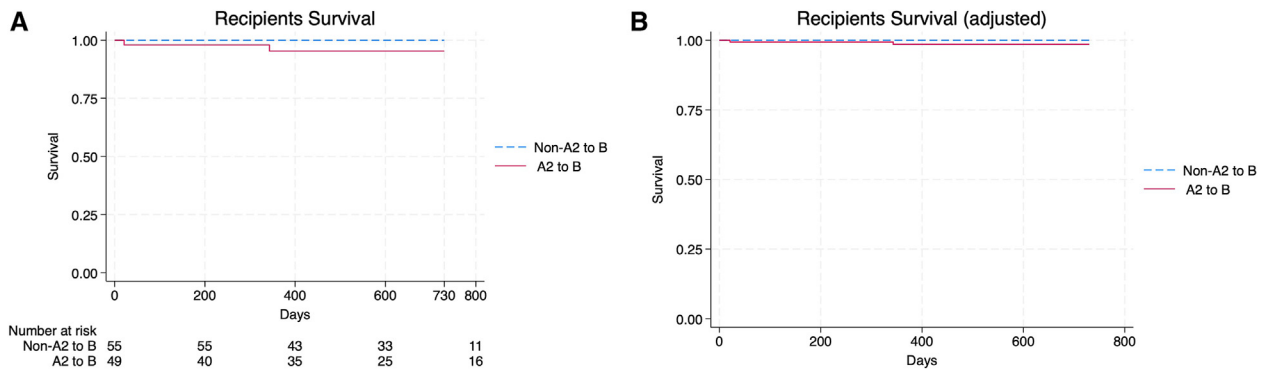 A
Recipients Survival
1.00
0.75
0.50
0.25
0.00
Survival
0 200 400 600 730 800
Days
Non-A2 to B
A2 to B
Number at risk
Non-A2 to B 55 55 43 33 11
A2 to B 49 40 35 25 16
B
Recipients Survival (adjusted)
1.00
0.75
0.50
0.25
0.00
Survival
0 200 400 600 800
Days
Non-A2 to B
A2 to B